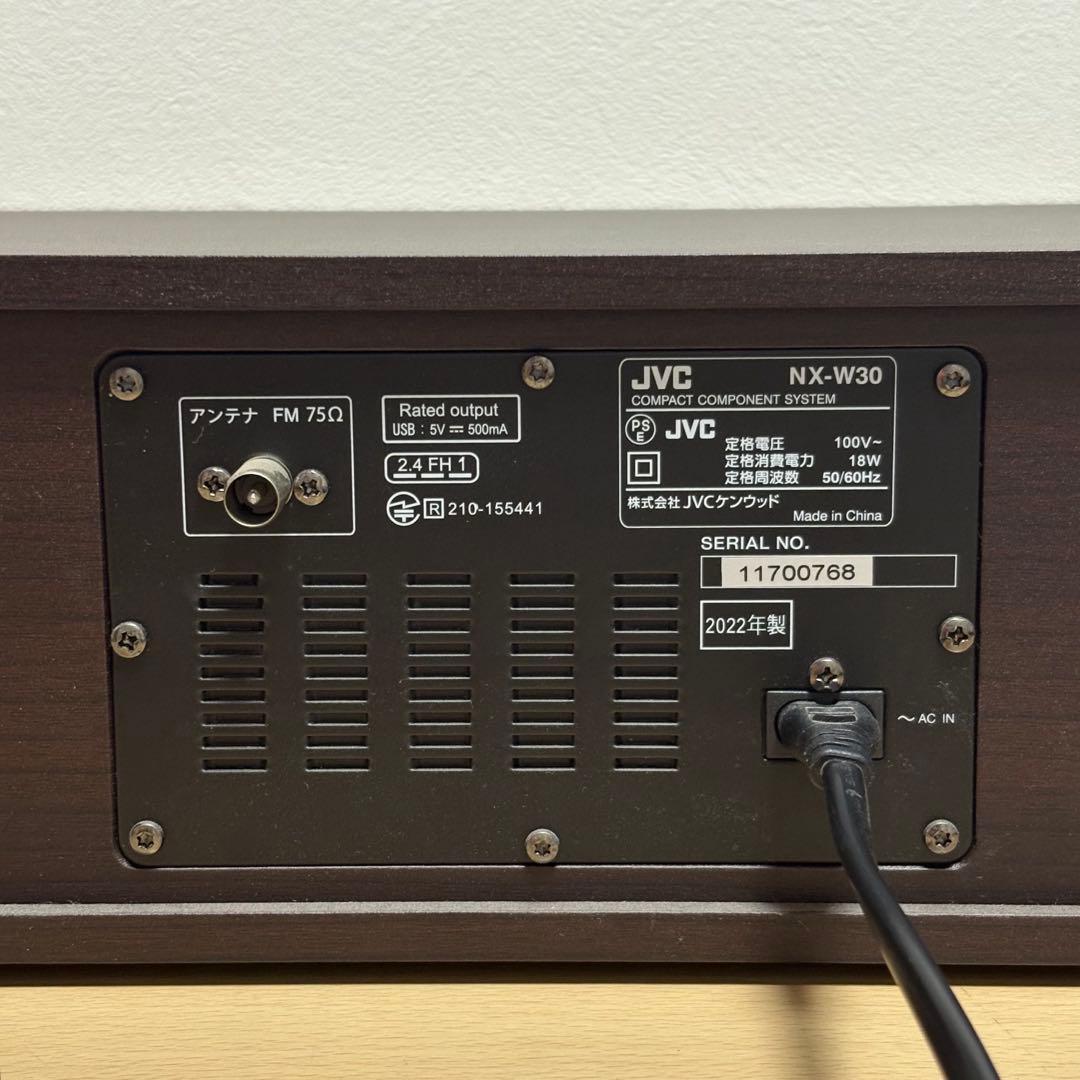 アンテナ FM 75Ω
Rated output
USB : 5V ⎓ 500mA
2.4 FH 1
R 210-155441
JVC NX-W30
COMPACT COMPONENT SYSTEM
PS E JVC
定格電圧 100V~
定格消費電力 18W
定格周波数 50/60Hz
株式会社JVCケンウッド
Made in China
SERIAL NO.
11700768
2022年製
～ AC IN